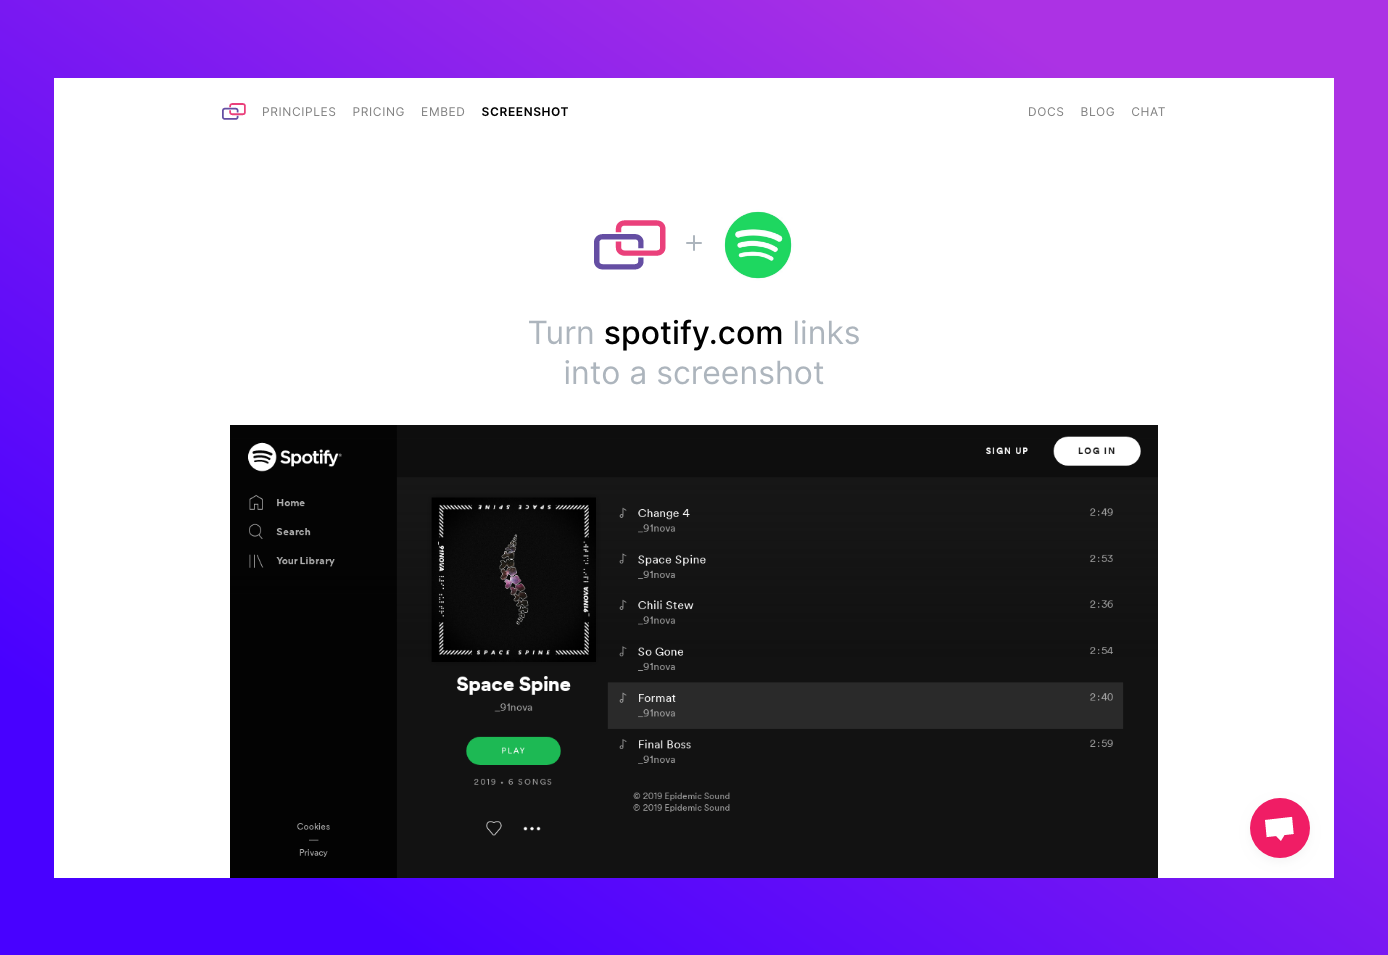 PRINCIPLES PRICING EMBED SCREENSHOT DOCS BLOG CHAT
Turn spotify.com links
into a screenshot
Spotify
SIGN UP LOG IN
Home
Search
Your Library
SPACE SPINE
_91NOVA
_91NOVA
SPACE SPINE
Space Spine
_91nova
PLAY
2019 • 6 SONGS
Change 4 2:49
_91nova
Space Spine 2:53
_91nova
Chili Stew 2:36
_91nova
So Gone 2:54
_91nova
Format 2:40
_91nova
Final Boss 2:59
_91nova
© 2019 Epidemic Sound
℗ 2019 Epidemic Sound
Cookies
Privacy